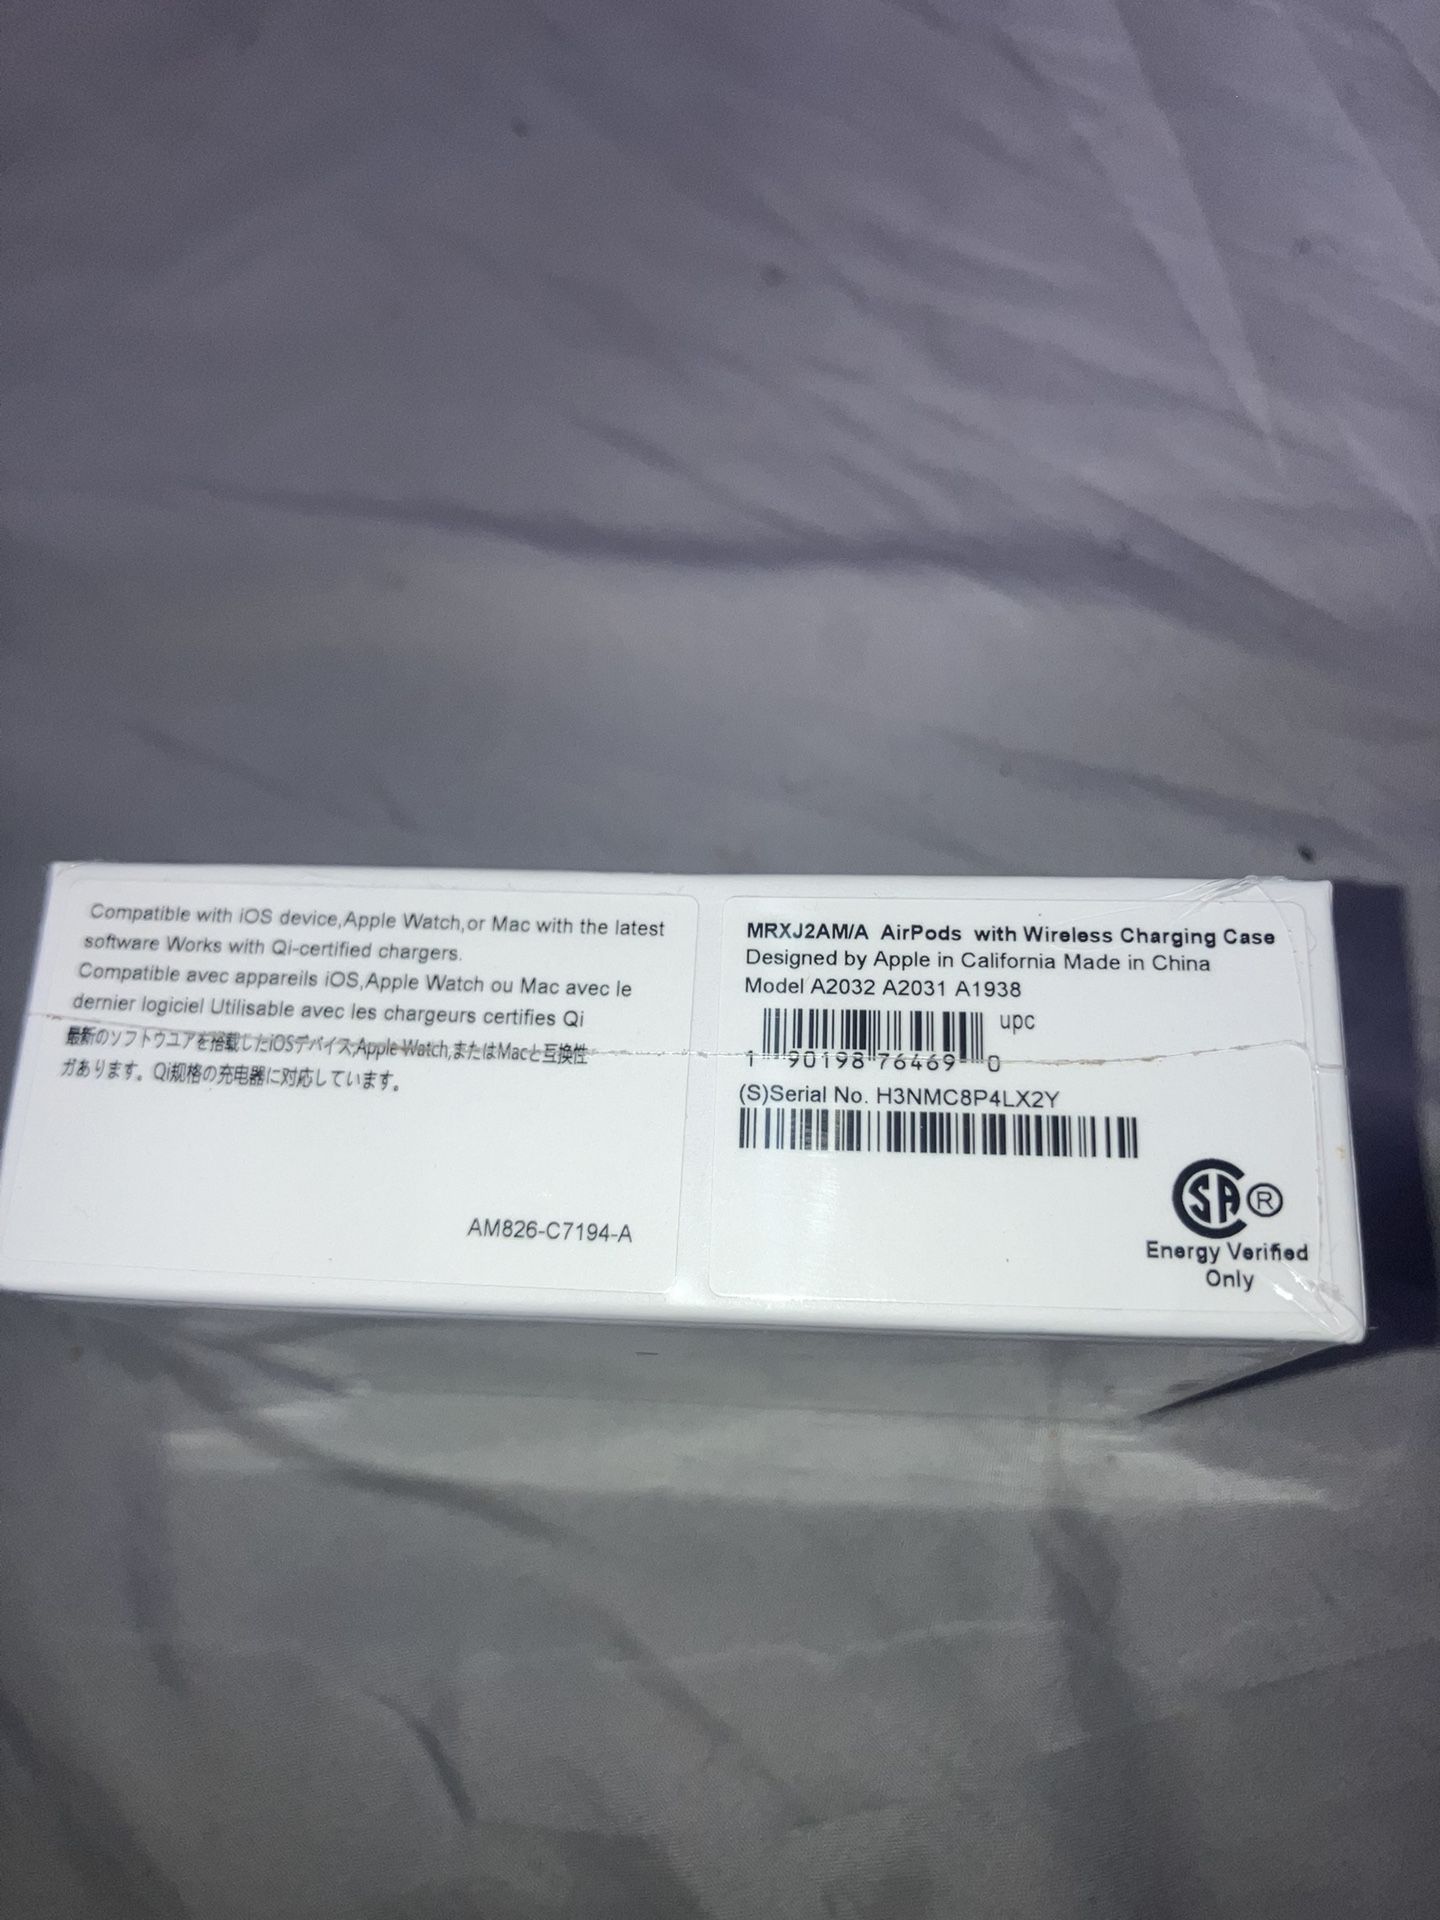 Compatible with iOS device,Apple Watch,or Mac with the latest
software Works with Qi-certified chargers.
Compatible avec appareils iOS,Apple Watch ou Mac avec le
dernier logiciel Utilisable avec les chargeurs certifies Qi
最新のソフトウユアを搭載したiOSデバイス,Apple Watch,またはMacと互換性
ガあります。Qi规格の充电器に対応しています。
AM826-C7194-A
MRXJ2AM/A AirPods with Wireless Charging Case
Designed by Apple in California Made in China
Model A2032 A2031 A1938
upc
1 90198 76469 0
(S)Serial No. H3NMC8P4LX2Y
SA ®
Energy Verified
Only